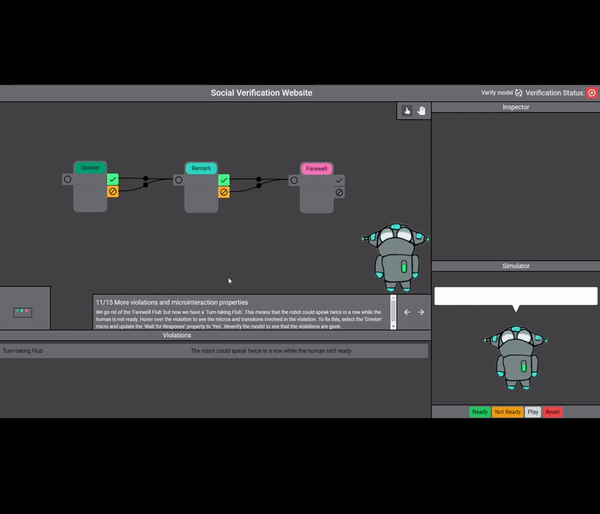 Social Verification Website
Verify model
Verification Status:
Inspector
Greeter
Remark
Farewell
Simulator
11/15 More violations and microinteraction properties
We go rid of the 'Farewell Flub' but now we have a 'Turn-taking Flub'. This means that the robot could speak twice in a row while the
human is not ready. Hover over the violation to see the micros and transitions involved in the violation. To fix this, select the 'Greeter'
micro and update the 'Wait for Response' property to 'Yes'. Reverify the model to see that the violations are gone.
Violations
Turn-taking Flub
The robot could speak twice in a row while the human isn't ready
Ready
Not Ready
Play
Reset